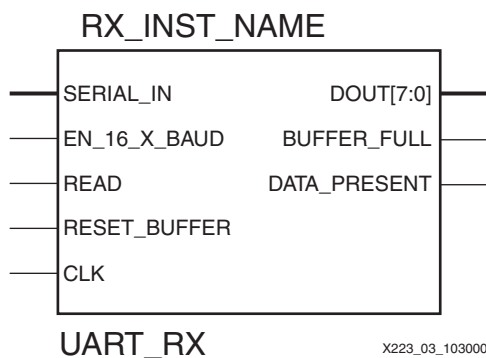 RX_INST_NAME
SERIAL_IN
EN_16_X_BAUD
READ
RESET_BUFFER
CLK
DOUT[7:0]
BUFFER_FULL
DATA_PRESENT
UART_RX
X223_03_103000